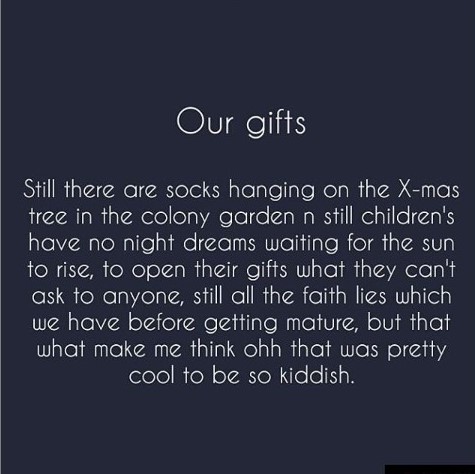 Our gifts
Still there are socks hanging on the X-mas
tree in the colony garden n still children's
have no night dreams waiting for the sun
to rise, to open their gifts what they can't
ask to anyone, still all the faith lies which
we have before getting mature, but that
what make me think ohh that was pretty
cool to be so kiddish.